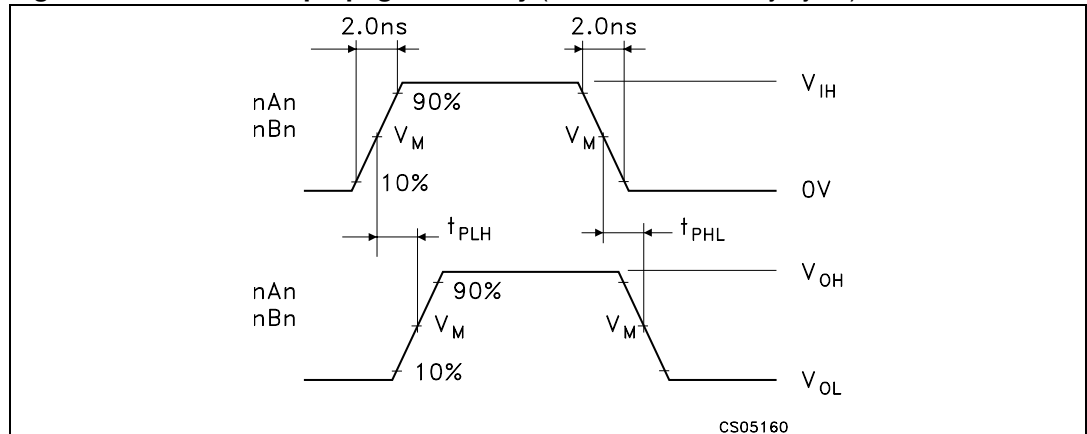 2.0ns 2.0ns
nAn
nBn
90%
V_M
V_M
10%
V_IH
0V
t_PLH
t_PHL
nAn
nBn
90%
V_M
V_M
10%
V_OH
V_OL
CS05160